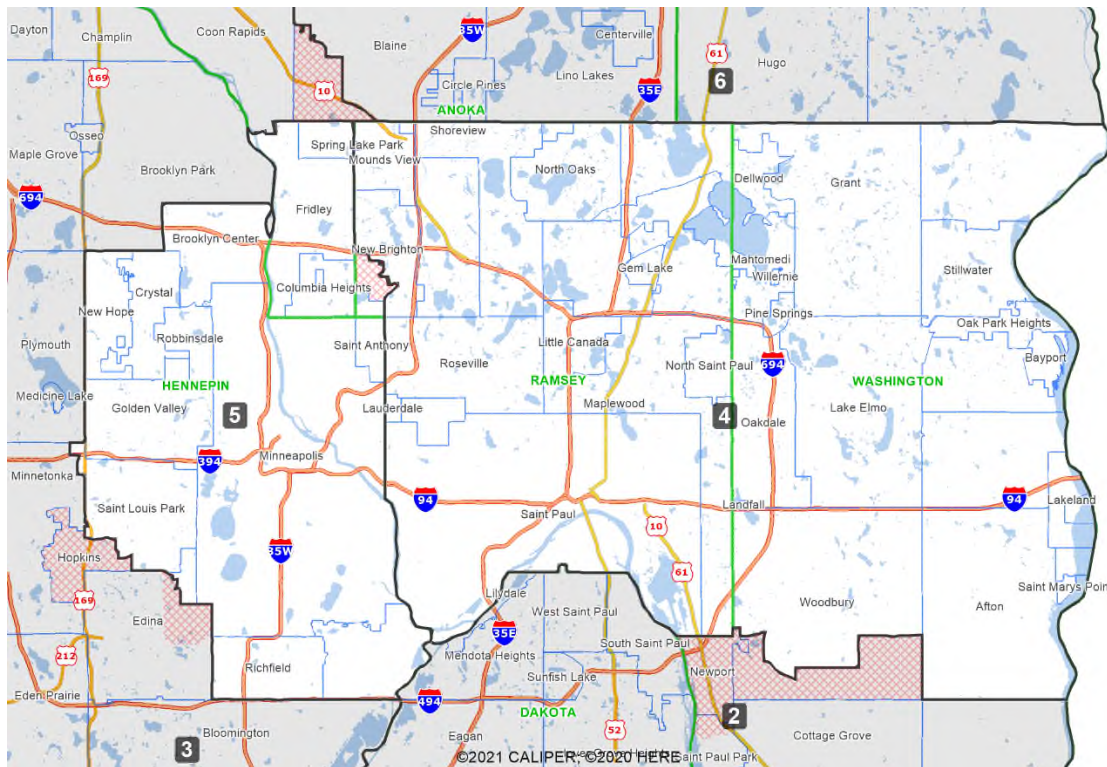 Dayton
Champlin
Coon Rapids
35W
Blaine
Centerville
61
Hugo
169
10
Circle Pines
Lino Lakes
35E
6
ANOKA
Osseo
Shoreview
Maple Grove
Spring Lake Park
Mounds View
Brooklyn Park
North Oaks
Dellwood
Grant
694
Fridley
Brooklyn Center
New Brighton
Gem Lake
Mahtomedi
Willernie
Stillwater
Crystal
Columbia Heights
New Hope
Pine Springs
Oak Park Heights
Plymouth
Robbinsdale
Saint Anthony
Little Canada
Bayport
Roseville
North Saint Paul
694
HENNEPIN
RAMSEY
WASHINGTON
Medicine Lake
Golden Valley
5
Lauderdale
Maplewood
4
Lake Elmo
Oakdale
394
Minneapolis
Minnetonka
94
94
Saint Louis Park
Saint Paul
Landfall
Lakeland
10
35W
Hopkins
61
Saint Marys Point
169
Lilydale
West Saint Paul
Woodbury
Afton
Edina
35E
212
Richfield
Mendota Heights
South Saint Paul
Newport
Sunfish Lake
Eden Prairie
494
DAKOTA
2
3
Bloomington
Eagan
52
Cottage Grove
©2021 CALIPER; ©2020 HERE
Saint Paul Park